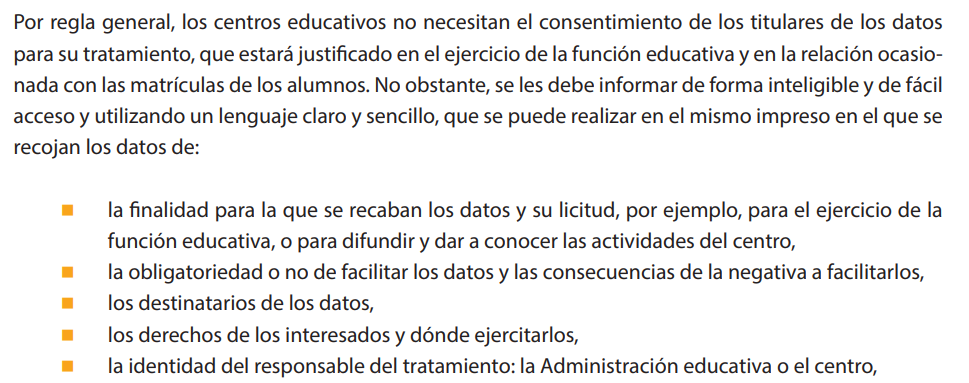 Por regla general, los centros educativos no necesitan el consentimiento de los titulares de los datos
para su tratamiento, que estará justificado en el ejercicio de la función educativa y en la relación ocasio-
nada con las matrículas de los alumnos. No obstante, se les debe informar de forma inteligible y de fácil
acceso y utilizando un lenguaje claro y sencillo, que se puede realizar en el mismo impreso en el que se
recojan los datos de:
■ la finalidad para la que se recaban los datos y su licitud, por ejemplo, para el ejercicio de la
función educativa, o para difundir y dar a conocer las actividades del centro,
■ la obligatoriedad o no de facilitar los datos y las consecuencias de la negativa a facilitarlos,
■ los destinatarios de los datos,
■ los derechos de los interesados y dónde ejercitarlos,
■ la identidad del responsable del tratamiento: la Administración educativa o el centro,